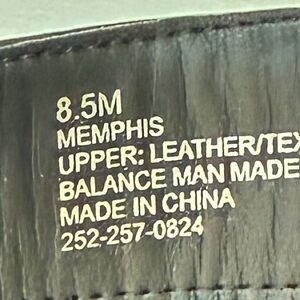 8.5M
MEMPHIS
UPPER: LEATHER/TEX
BALANCE MAN MADE
MADE IN CHINA
252-257-0824